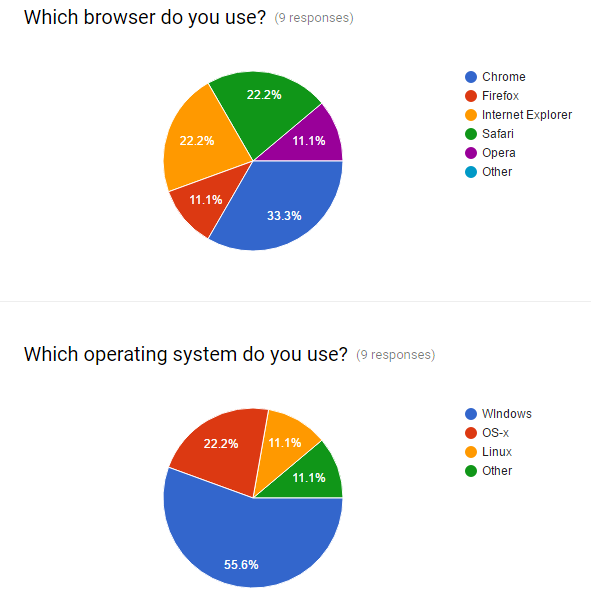 Which browser do you use? (9 responses)
22.2%
22.2%
11.1%
11.1%
33.3%
Chrome
Firefox
Internet Explorer
Safari
Opera
Other
Which operating system do you use? (9 responses)
22.2%
11.1%
11.1%
55.6%
WIndows
OS-x
Linux
Other